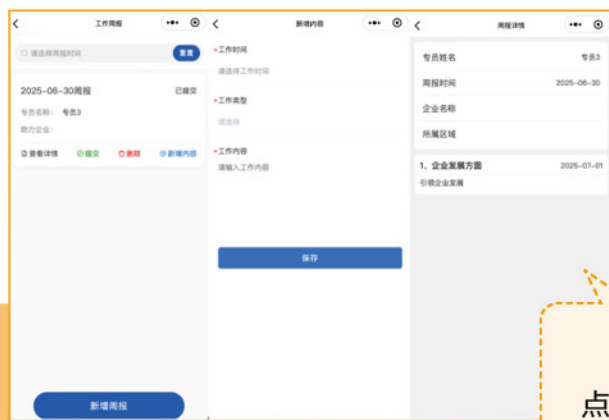 工作周报
请选择周报时间
重置
2025-06-30周报
已提交
专员名称： 专员3
助力企业：
查看详情
提交
删除
新增内容
新增周报
新增内容
*工作时间
请选择工作时间
*工作类型
请选择
*工作内容
请输入工作内容
保存
周报详情
专员姓名
专员3
周报时间
2025-06-30
企业名称
所属区域
1、企业发展方面
2025-07-01
引领企业发展
点